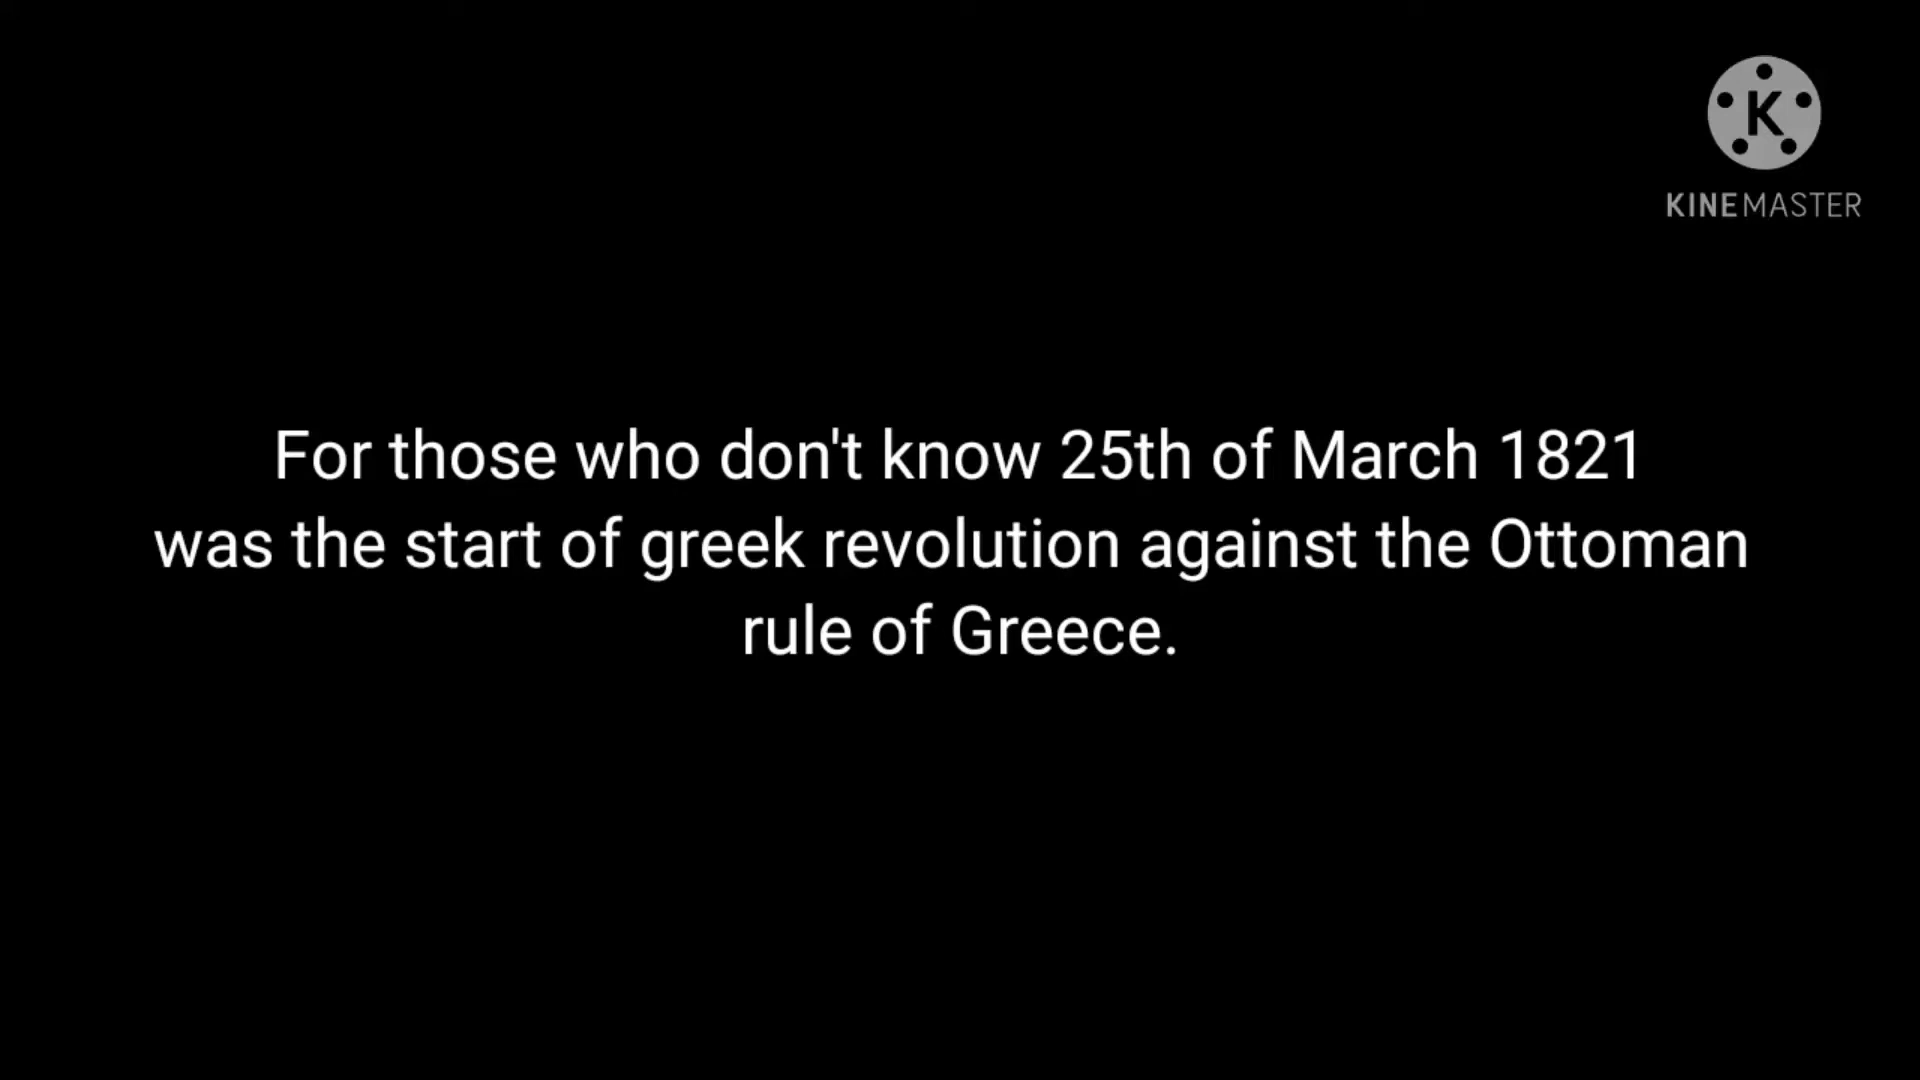 K
KINEMASTER
For those who don't know 25th of March 1821
was the start of greek revolution against the Ottoman
rule of Greece.